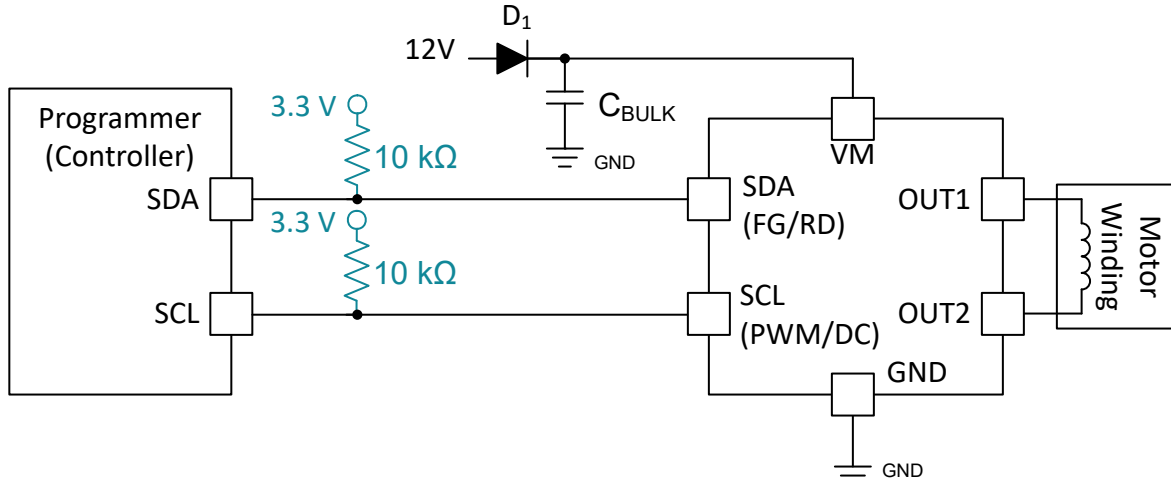 D1
12V
CBULK
GND
Programmer
(Controller)
SDA
SCL
3.3 V
10 kΩ
3.3 V
10 kΩ
VM
SDA
(FG/RD)
SCL
(PWM/DC)
OUT1
OUT2
GND
GND
Motor
Winding